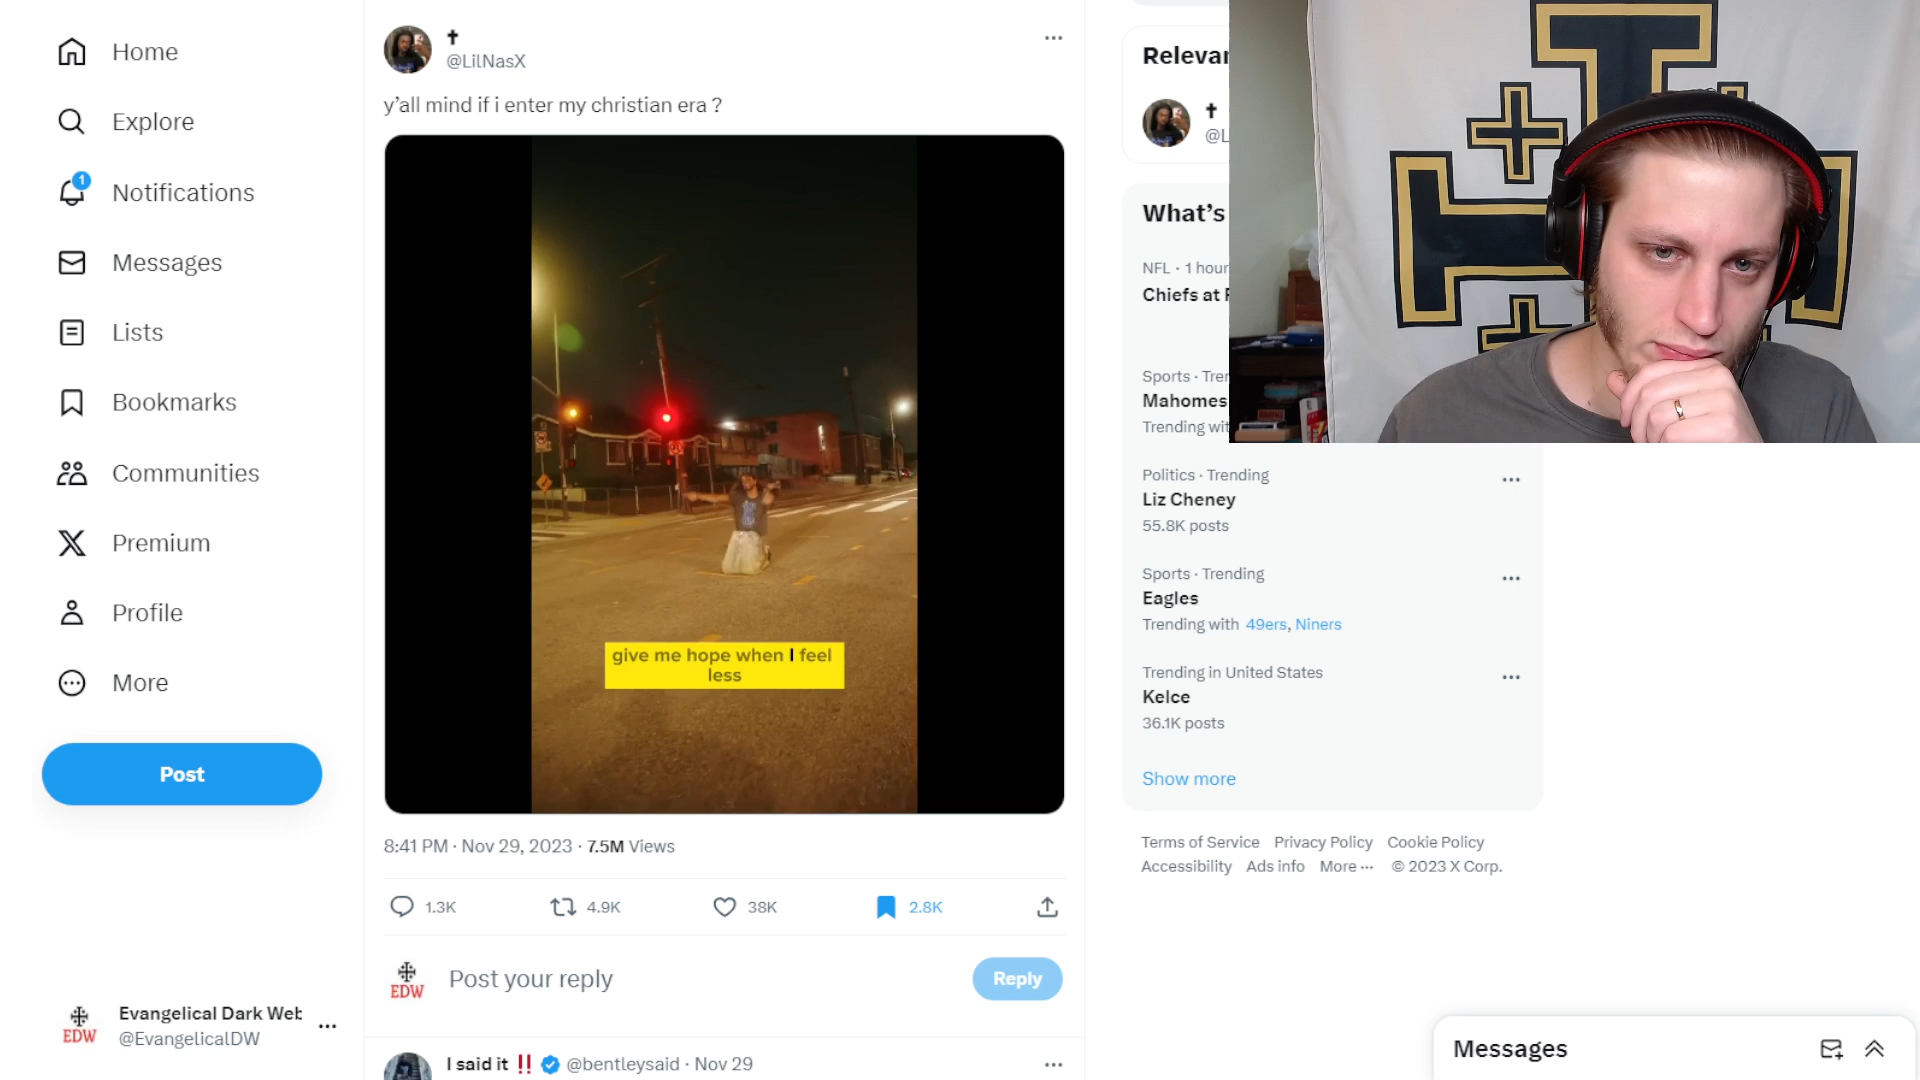 Home
Explore
1
Notifications
Messages
Lists
Bookmarks
Communities
Premium
Profile
More
Post
EDW
Evangelical Dark Web
@EvangelicalDW
✝
@LilNasX
y'all mind if i enter my christian era ?
give me hope when I feel
less
8:41 PM · Nov 29, 2023 · 7.5M Views
1.3K 4.9K 38K 2.8K
EDW
Post your reply
Reply
I said it ‼️ @bentleysaid · Nov 29
✝
What's
NFL · 1 hour
Chiefs at
Sports ·
Mahomes
Trending
Politics · Trending
Liz Cheney
55.8K posts
Sports · Trending
Eagles
Trending with 49ers, Niners
Trending in United States
Kelce
36.1K posts
Show more
Terms of Service Privacy Policy Cookie Policy
Accessibility Ads info More ··· © 2023 X Corp.
Messages